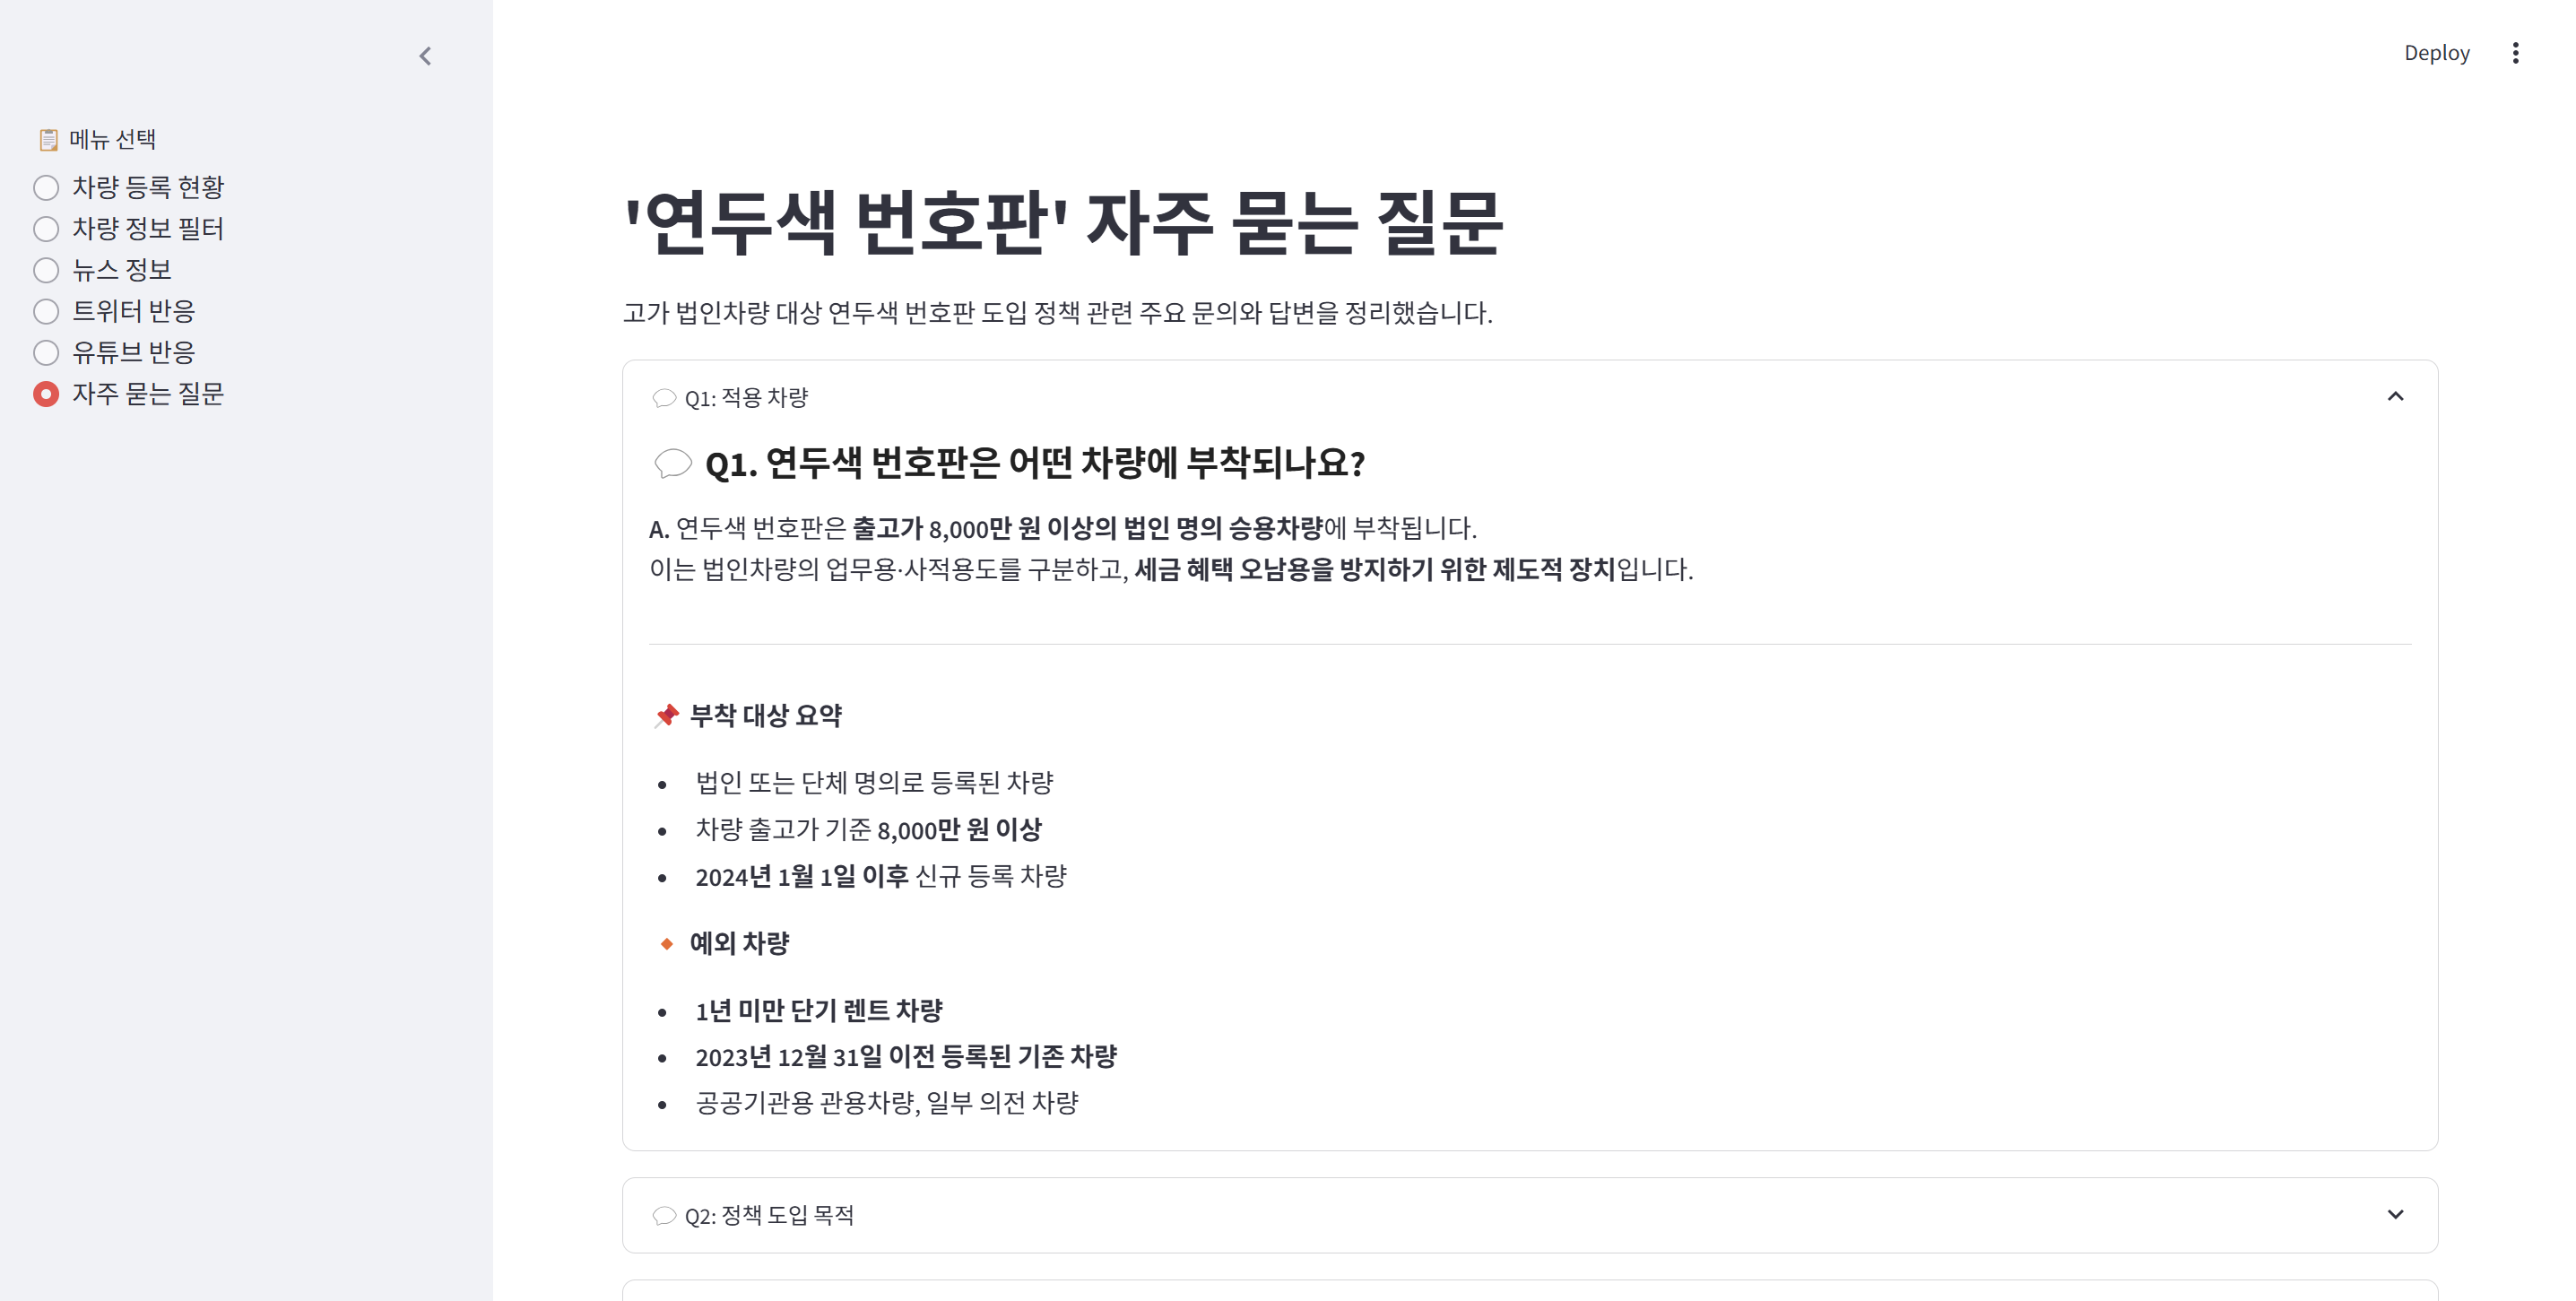 Deploy
메뉴 선택
차량 등록 현황
차량 정보 필터
뉴스 정보
트위터 반응
유튜브 반응
자주 묻는 질문
'연두색 번호판' 자주 묻는 질문
고가 법인차량 대상 연두색 번호판 도입 정책 관련 주요 문의와 답변을 정리했습니다.
Q1: 적용 차량
Q1. 연두색 번호판은 어떤 차량에 부착되나요?
A. 연두색 번호판은 출고가 8,000만 원 이상의 법인 명의 승용차량에 부착됩니다.
이는 법인차량의 업무용·사적용도를 구분하고, 세금 혜택 오남용을 방지하기 위한 제도적 장치입니다.
부착 대상 요약
• 법인 또는 단체 명의로 등록된 차량
• 차량 출고가 기준 8,000만 원 이상
• 2024년 1월 1일 이후 신규 등록 차량
예외 차량
• 1년 미만 단기 렌트 차량
• 2023년 12월 31일 이전 등록된 기존 차량
• 공공기관용 관용차량, 일부 의전 차량
Q2: 정책 도입 목적